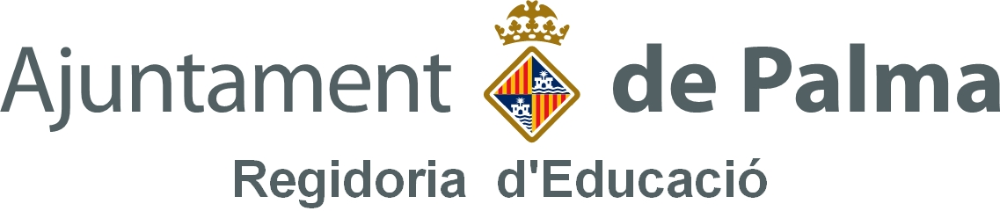 Ajuntament de Palma
Regidoria d'Educació